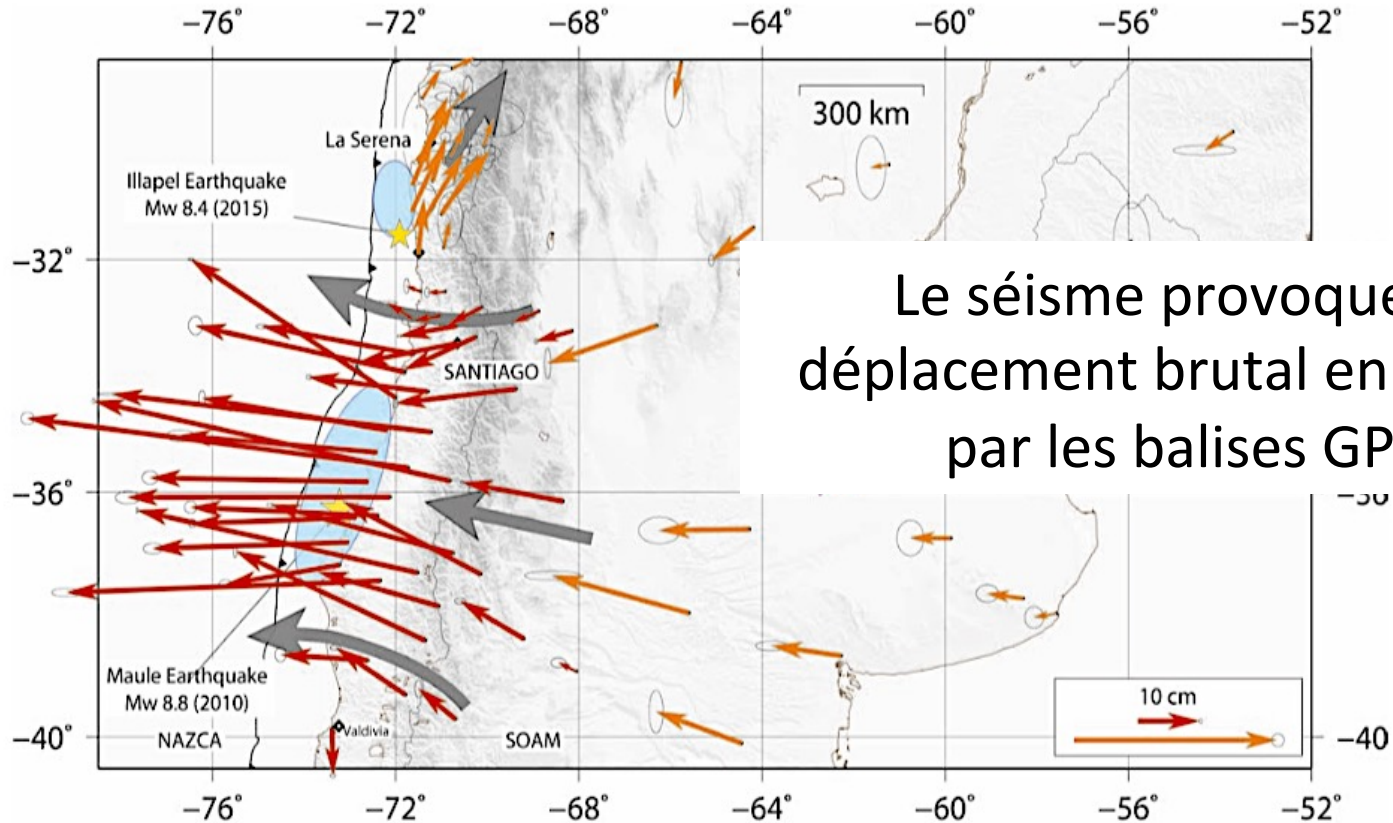 −76° −72° −68° −64° −60° −56° −52°
300 km
La Serena
Illapel Earthquake
Mw 8.4 (2015)
−32°
Le séisme provoque
déplacement brutal en
SANTIAGO
par les balises GP
−36°
Maule Earthquake
Mw 8.8 (2010)
10 cm
Valdivia
−40° NAZCA SOAM −40
−76° −72° −68° −64° −60° −56° −52°